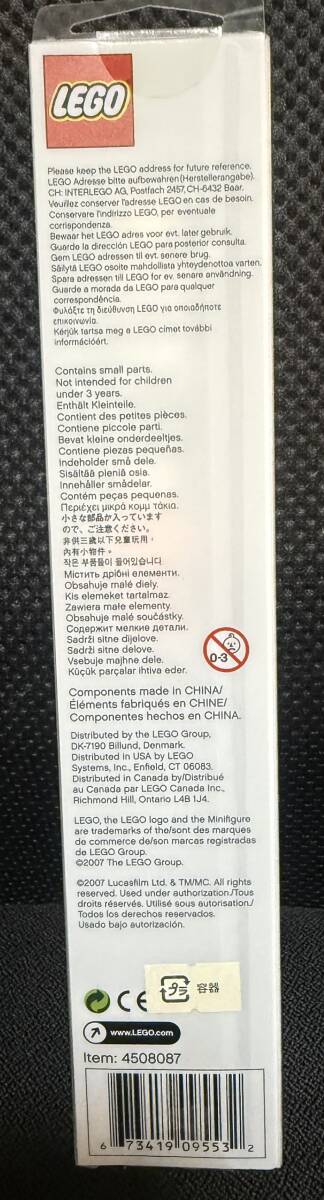 LEGO
Please keep the LEGO address for future reference.
LEGO Adresse bitte aufbewahren (Herstellerangabe).
CH: INTERLEGO AG, Postfach 2457, CH-6432 Baar.
Veuillez conserver l'adresse LEGO en cas de besoin.
Conservare l'indirizzo LEGO, per eventuale
corrispondenza.
Bewaar het LEGO adres voor evt. later gebruik.
Guarde la dirección LEGO para posterior consulta.
Gem LEGO adressen til evt. senere brug.
Säilytä LEGO osoite mahdollista yhteydenottoa varten.
Spara adressen till LEGO for ev. senare användning.
Guarde a morada da LEGO para qualquer
correspondência.
Φυλάξτε τη διεύθυνση LEGO για οποιαδήποτε
επικοινωνία.
Kérjük tartsa meg a LEGO címet további
információért.
Contains small parts.
Not intended for children
under 3 years.
Enthält Kleinteile.
Contient des petites pièces.
Contiene piccole parti.
Bevat kleine onderdeeltjes.
Contiene piezas pequeñas.
Indeholder små dele.
Sisältää pieniä osia.
Innehåller smådelar.
Contém peças pequenas.
Περιέχει μικρά κομμ τάκια.
小さな部品が入っています
ので、ご注意ください。
非供三歲以下兒童玩用。
內有小物件。
작은 부품들이 들어있습니다
Містить дрібні елементи.
Obsahuje malé diely.
Kis elemeket tartalmaz.
Zawiera małe elementy.
Obsahuje malé součástky.
Содержит мелкие детали.
Sadrži sitne dijelove.
Sadrži sitne delove.
Vsebuje majhne dele.
Küçük parçalar ihtiva eder.
0-3
Components made in CHINA/
Éléments fabriqués en CHINE/
Componentes hechos en CHINA.
Distributed by the LEGO Group,
DK-7190 Billund, Denmark.
Distributed in USA by LEGO
Systems, Inc., Enfield, CT 06083.
Distributed in Canada by/Distribué
au Canada par LEGO Canada Inc.,
Richmond Hill, Ontario L4B 1J4.
LEGO, the LEGO logo and the Minifigure
are trademarks of the/sont des marques
de commerce de/son marcas registradas
de LEGO Group.
©2007 The LEGO Group.
©2007 Lucasfilm Ltd. & TM/MC. All rights
reserved. Used under authorization./Tous
droits réservés. Utilisé sous autorisation./
Todos los derechos reservados.
Usado bajo autorización.
CE
プラ 容器
www.LEGO.com
Item: 4508087
6 73419 09553 2